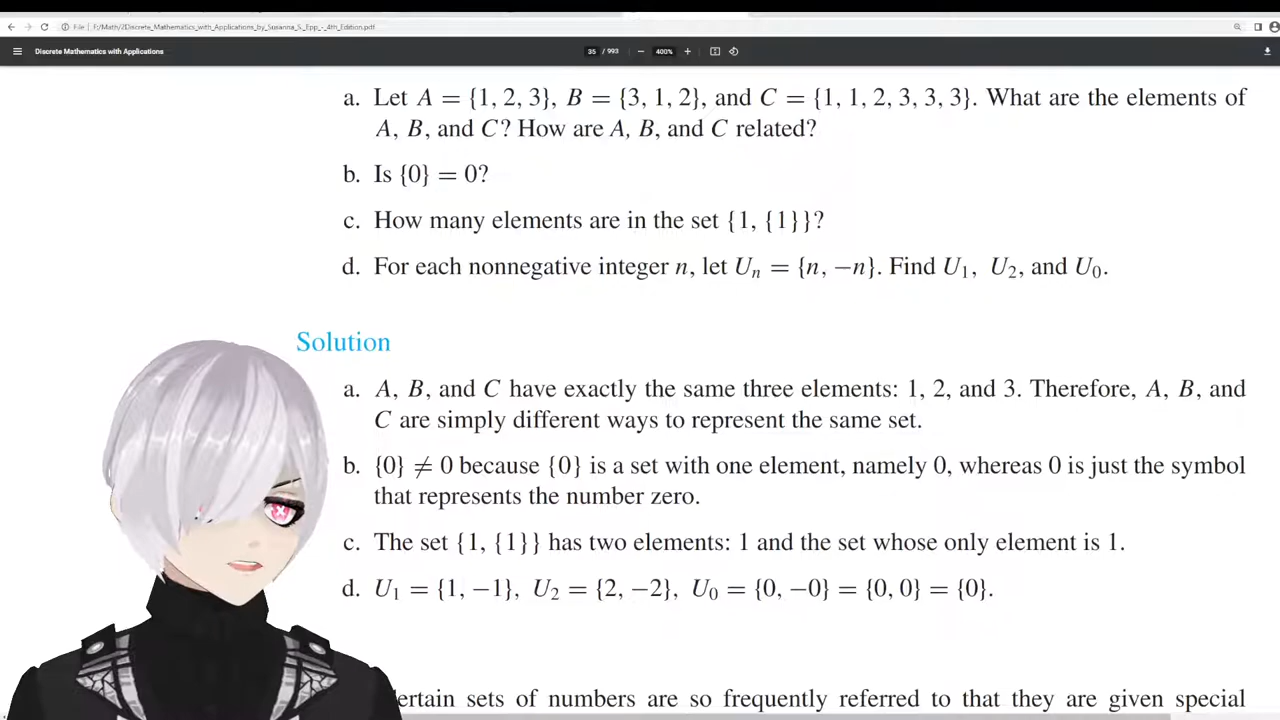 File | F:/Math/2Discrete_Mathematics_with_Applications_by_Susanna_S._Epp_-_4th_Edition.pdf
Discrete Mathematics with Applications 35 / 993 − 400% +
a. Let A = {1, 2, 3}, B = {3, 1, 2}, and C = {1, 1, 2, 3, 3, 3}. What are the elements of
A, B, and C? How are A, B, and C related?
b. Is {0} = 0?
c. How many elements are in the set {1, {1}}?
d. For each nonnegative integer n, let Uₙ = {n, −n}. Find U₁, U₂, and U₀.
Solution
a. A, B, and C have exactly the same three elements: 1, 2, and 3. Therefore, A, B, and
C are simply different ways to represent the same set.
b. {0} ≠ 0 because {0} is a set with one element, namely 0, whereas 0 is just the symbol
that represents the number zero.
c. The set {1, {1}} has two elements: 1 and the set whose only element is 1.
d. U₁ = {1, −1}, U₂ = {2, −2}, U₀ = {0, −0} = {0, 0} = {0}.
ertain sets of numbers are so frequently referred to that they are given special